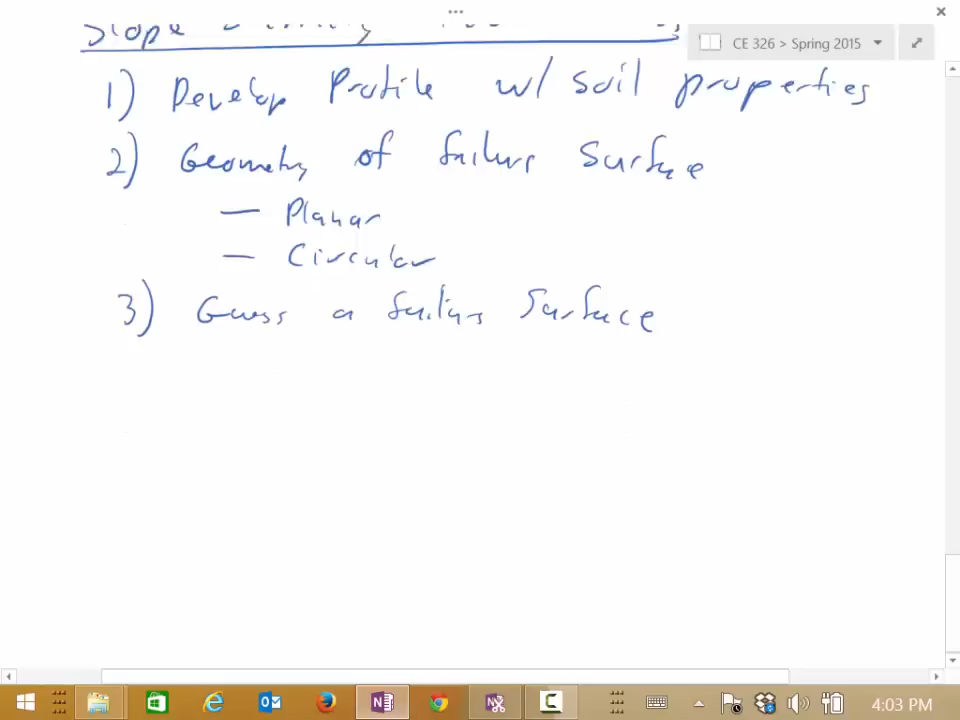 Slope
CE 326 > Spring 2015
1) Develop Profile w/ soil properties
2) Geometry of failure Surface
— Planar
— Circular
3) Guess a failure Surface
4:03 PM